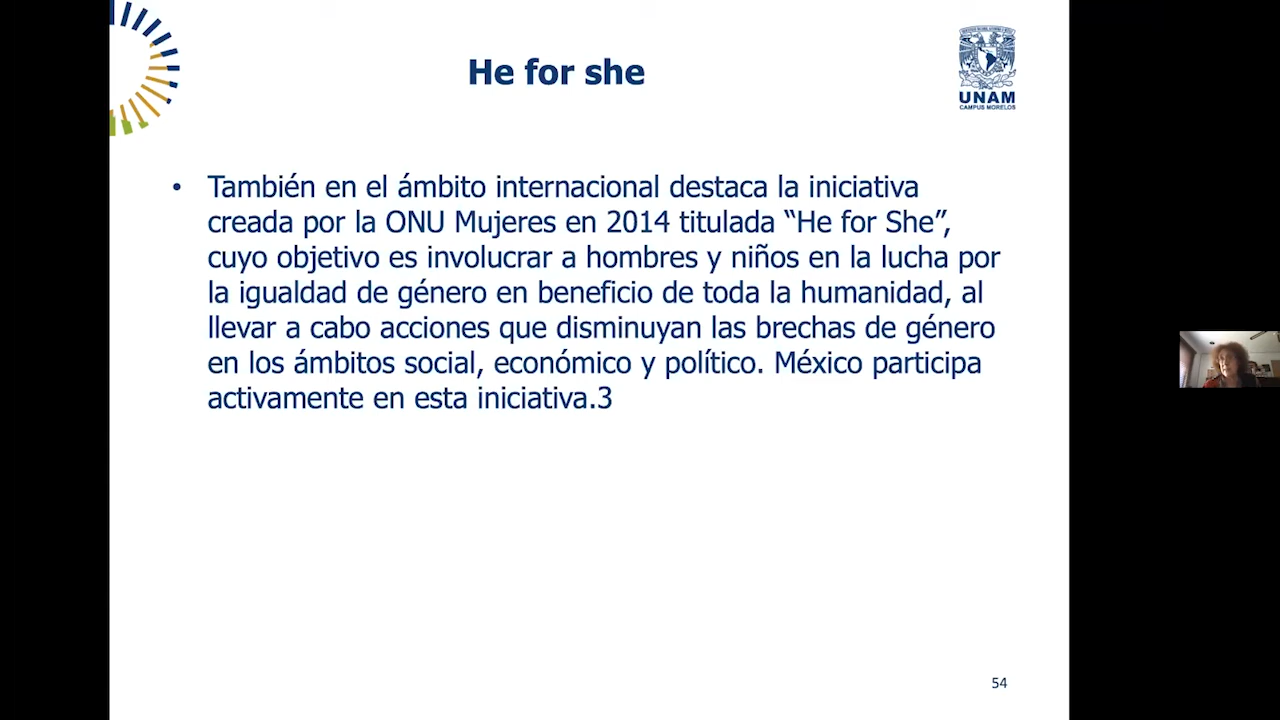 He for she
UNAM
CAMPUS MORELOS
• También en el ámbito internacional destaca la iniciativa
creada por la ONU Mujeres en 2014 titulada “He for She”,
cuyo objetivo es involucrar a hombres y niños en la lucha por
la igualdad de género en beneficio de toda la humanidad, al
llevar a cabo acciones que disminuyan las brechas de género
en los ámbitos social, económico y político. México participa
activamente en esta iniciativa.3
54